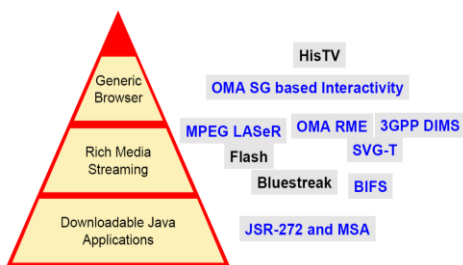 HisTV
Generic
Browser
OMA SG based Interactivity
MPEG LASeR
OMA RME
3GPP DIMS
Rich Media
Streaming
Flash
SVG-T
Bluestreak
BIFS
Downloadable Java
Applications
JSR-272 and MSA